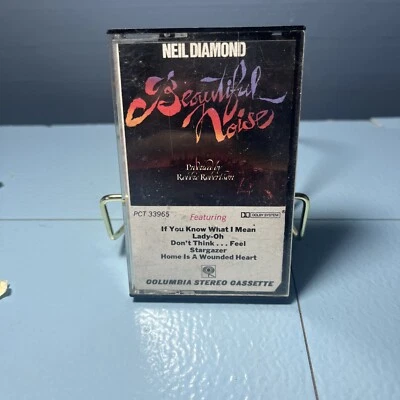 NEIL DIAMOND
Beautiful
Noise
Produced by
Robbie Robertson
PCT 33965
Featuring
DOLBY SYSTEM
If You Know What I Mean
Lady-Oh
Don't Think . . . Feel
Stargazer
Home Is A Wounded Heart
COLUMBIA STEREO CASSETTE